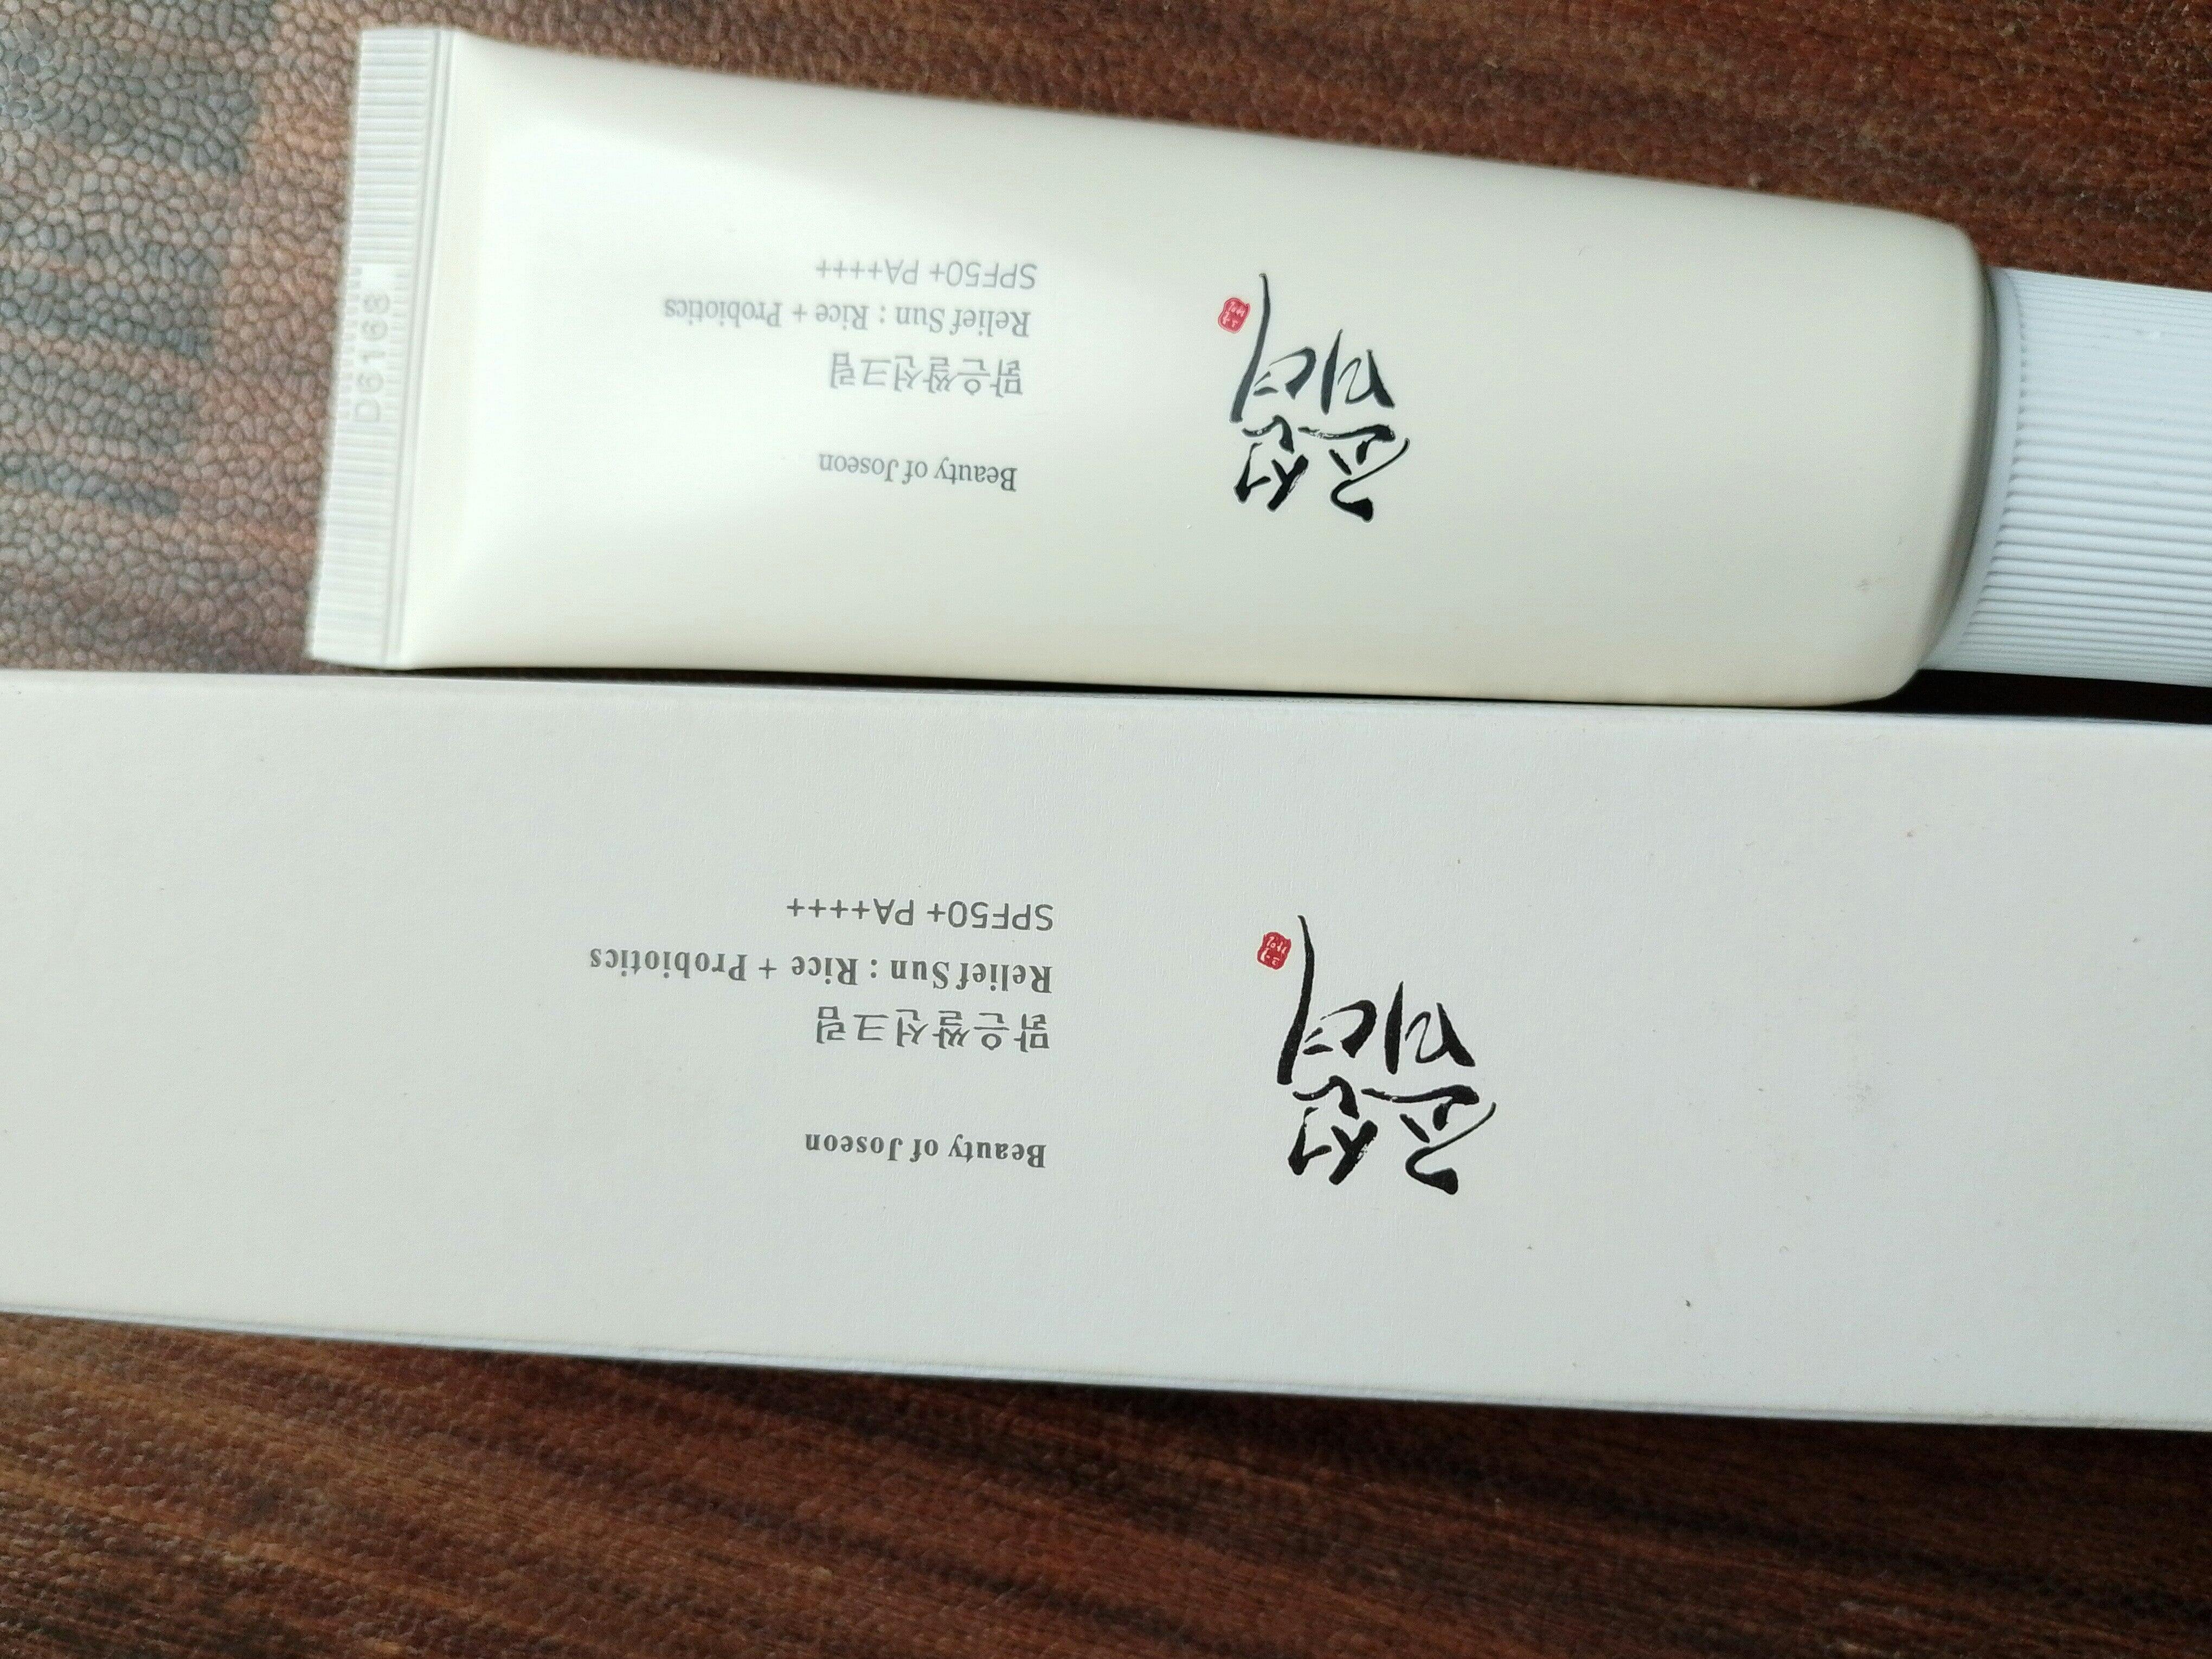 조선
미녀
Beauty of Joseon
맑은쌀선크림
Relief Sun : Rice + Probiotics
SPF50+ PA++++
D6168
조선
미녀
Beauty of Joseon
맑은쌀선크림
Relief Sun : Rice + Probiotics
SPF50+ PA++++